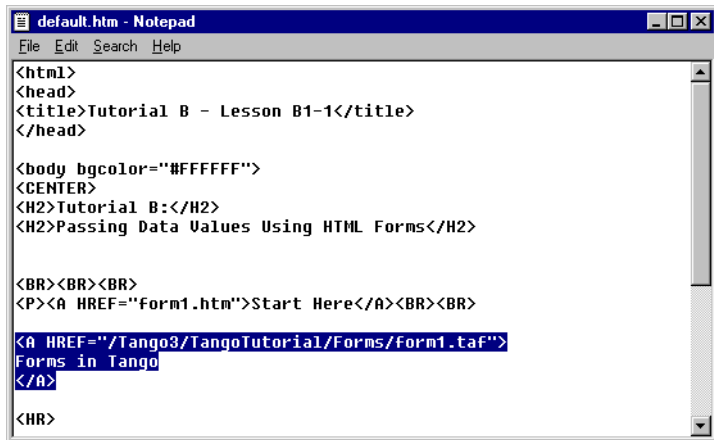 default.htm - Notepad
File Edit Search Help
<html>
<head>
<title>Tutorial B - Lesson B1-1</title>
</head>
<body bgcolor="#FFFFFF">
<CENTER>
<H2>Tutorial B:</H2>
<H2>Passing Data Values Using HTML Forms</H2>
<BR><BR><BR>
<P><A HREF="form1.htm">Start Here</A><BR><BR>
<A HREF="/Tango3/TangoTutorial/Forms/form1.taf">
Forms in Tango
</A>
<HR>